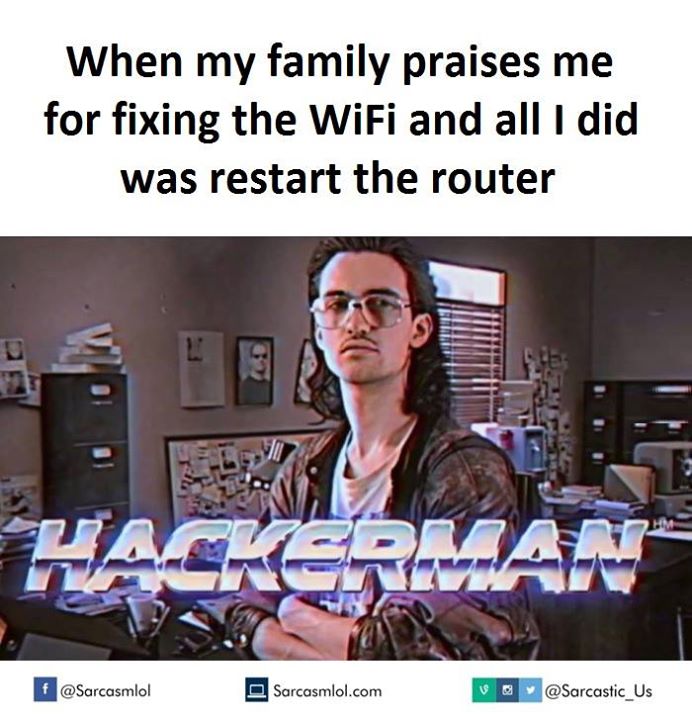 When my family praises me
for fixing the WiFi and all I did
was restart the router
HACKERMAN
HM
@Sarcasmlol
Sarcasmlol.com
@Sarcastic_Us